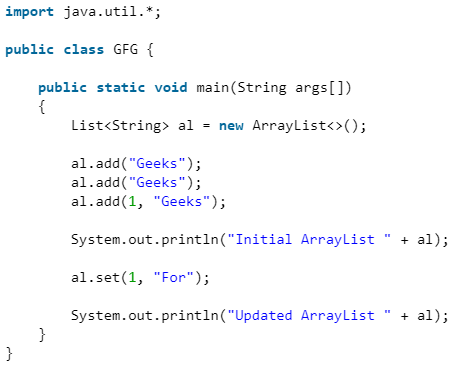 import java.util.*;
public class GFG {
public static void main(String args[])
{
List<String> al = new ArrayList<>();
al.add("Geeks");
al.add("Geeks");
al.add(1, "Geeks");
System.out.println("Initial ArrayList " + al);
al.set(1, "For");
System.out.println("Updated ArrayList " + al);
}
}